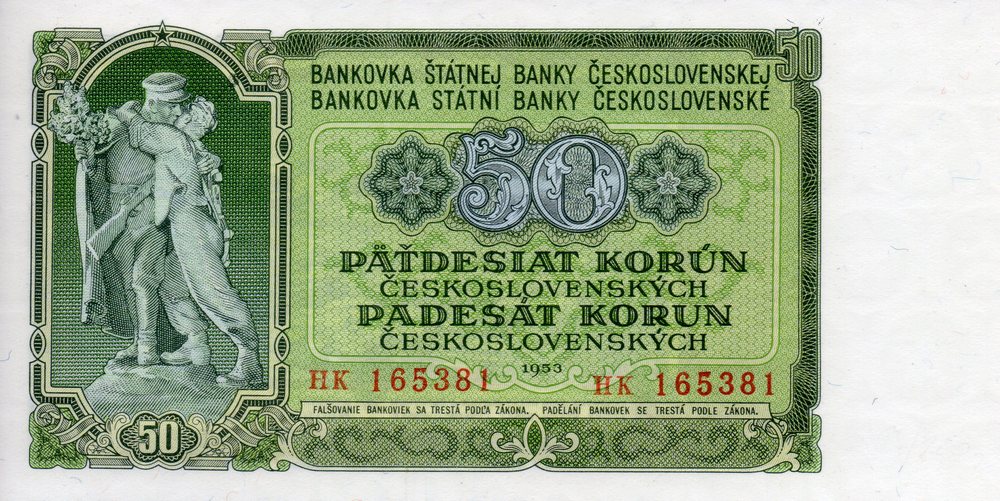 BANKOVKA ŠTÁTNEJ BANKY ČESKOSLOVENSKEJ
BANKOVKA STÁTNÍ BANKY ČESKOSLOVENSKÉ
50
50
PÄŤDESIAT KORÚN
ČESKOSLOVENSKÝCH
PADESÁT KORUN
ČESKOSLOVENSKÝCH
1953
HK 165381 HK 165381
FALŠOVANIE BANKOVIEK SA TRESTÁ PODĽA ZÁKONA. PADĚLÁNÍ BANKOVEK SE TRESTÁ PODLE ZÁKONA.
50